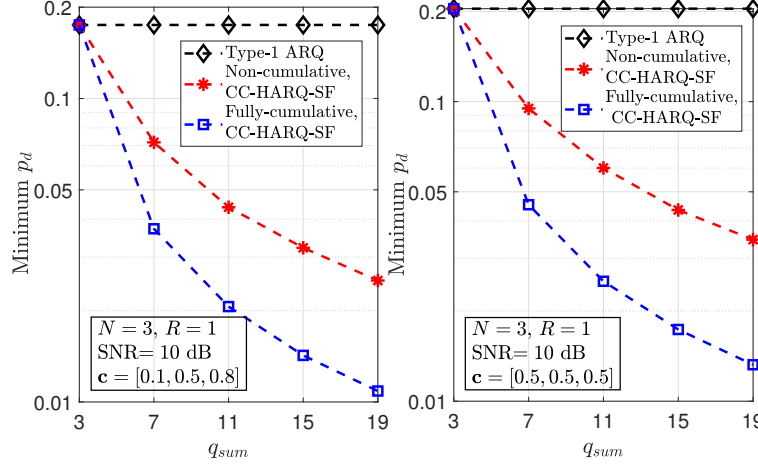 0.2
0.1
0.05
0.01
Minimum p_d
3 7 11 15 19
q_sum
Type-1 ARQ
Non-cumulative,
CC-HARQ-SF
Fully-cumulative,
CC-HARQ-SF
N = 3, R = 1
SNR= 10 dB
c = [0.1, 0.5, 0.8]
0.2
0.1
0.05
0.01
Minimum p_d
3 7 11 15 19
q_sum
Type-1 ARQ
Non-cumulative,
CC-HARQ-SF
Fully-cumulative,
CC-HARQ-SF
N = 3, R = 1
SNR= 10 dB
c = [0.5, 0.5, 0.5]